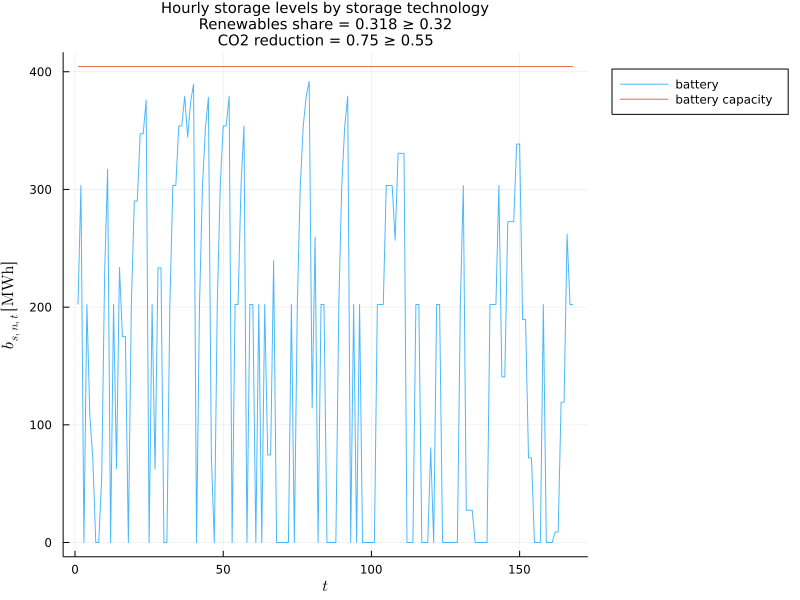 Hourly storage levels by storage technology
Renewables share = 0.318 ≥ 0.32
CO2 reduction = 0.75 ≥ 0.55
battery
battery capacity
400
300
200
100
0
b_{s, n, t} [MWh]
0 50 100 150
t